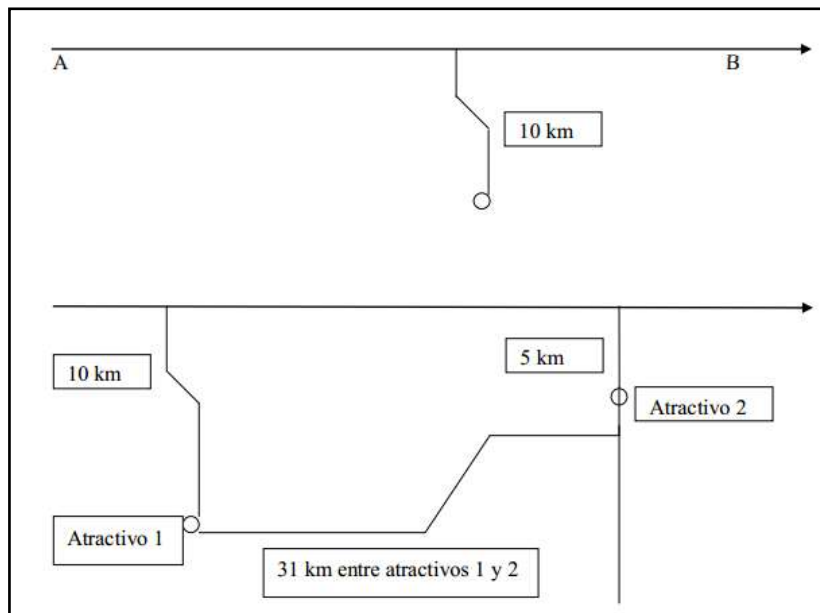 A
B
10 km
10 km
5 km
Atractivo 2
Atractivo 1
31 km entre atractivos 1 y 2